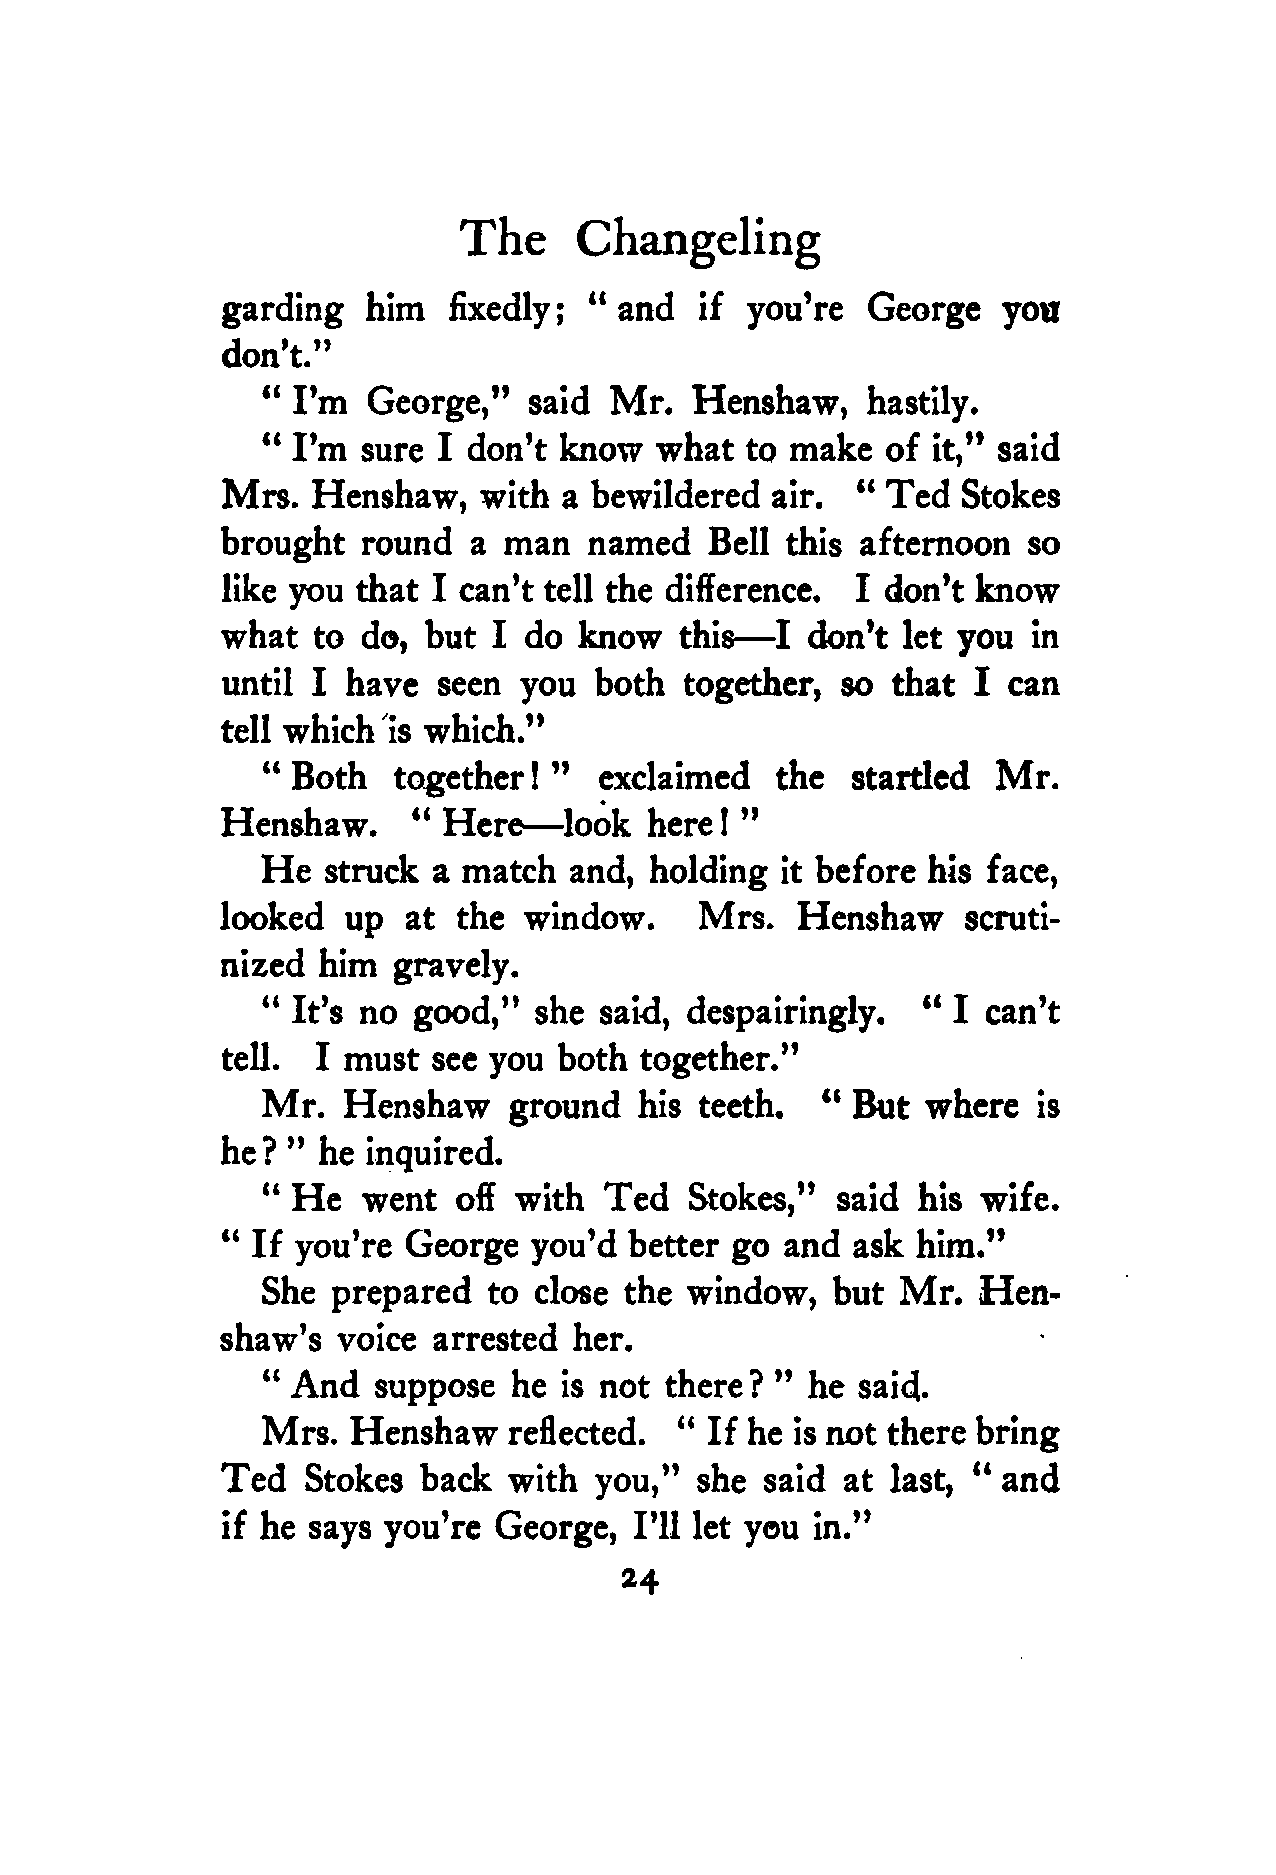 The Changeling
garding him fixedly; " and if you're George you
don't."
" I'm George," said Mr. Henshaw, hastily.
" I'm sure I don't know what to make of it," said
Mrs. Henshaw, with a bewildered air. " Ted Stokes
brought round a man named Bell this afternoon so
like you that I can't tell the difference. I don't know
what to do, but I do know this—I don't let you in
until I have seen you both together, so that I can
tell which is which."
" Both together! " exclaimed the startled Mr.
Henshaw. " Here—look here! "
He struck a match and, holding it before his face,
looked up at the window. Mrs. Henshaw scruti-
nized him gravely.
" It's no good," she said, despairingly. " I can't
tell. I must see you both together."
Mr. Henshaw ground his teeth. " But where is
he? " he inquired.
" He went off with Ted Stokes," said his wife.
" If you're George you'd better go and ask him."
She prepared to close the window, but Mr. Hen-
shaw's voice arrested her.
" And suppose he is not there? " he said.
Mrs. Henshaw reflected. " If he is not there bring
Ted Stokes back with you," she said at last, " and
if he says you're George, I'll let you in."
24